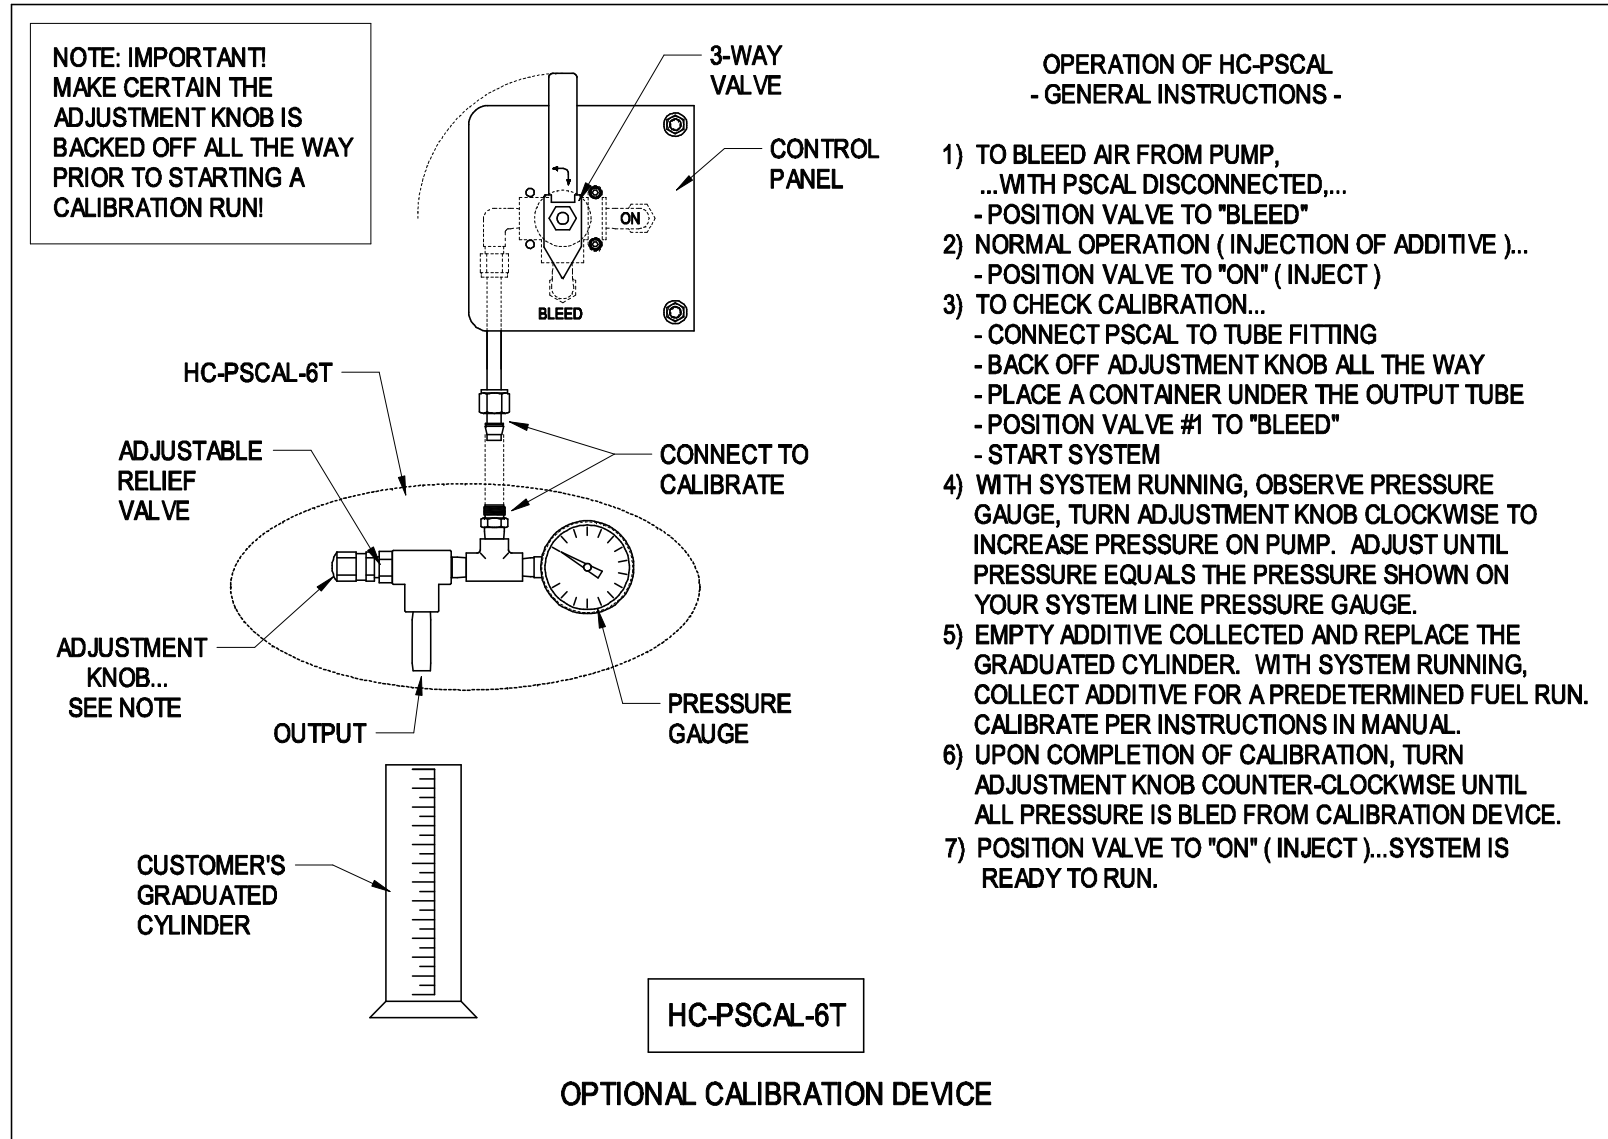 NOTE: IMPORTANT!
MAKE CERTAIN THE
ADJUSTMENT KNOB IS
BACKED OFF ALL THE WAY
PRIOR TO STARTING A
CALIBRATION RUN!
3-WAY
VALVE
CONTROL
PANEL
ON
BLEED
HC-PSCAL-6T
ADJUSTABLE
RELIEF
VALVE
CONNECT TO
CALIBRATE
ADJUSTMENT
KNOB...
SEE NOTE
OUTPUT
PRESSURE
GAUGE
CUSTOMER'S
GRADUATED
CYLINDER
OPERATION OF HC-PSCAL
- GENERAL INSTRUCTIONS -
1) TO BLEED AIR FROM PUMP,
...WITH PSCAL DISCONNECTED,...
- POSITION VALVE TO "BLEED"
2) NORMAL OPERATION ( INJECTION OF ADDITIVE )...
- POSITION VALVE TO "ON" ( INJECT )
3) TO CHECK CALIBRATION...
- CONNECT PSCAL TO TUBE FITTING
- BACK OFF ADJUSTMENT KNOB ALL THE WAY
- PLACE A CONTAINER UNDER THE OUTPUT TUBE
- POSITION VALVE #1 TO "BLEED"
- START SYSTEM
4) WITH SYSTEM RUNNING, OBSERVE PRESSURE
GAUGE, TURN ADJUSTMENT KNOB CLOCKWISE TO
INCREASE PRESSURE ON PUMP. ADJUST UNTIL
PRESSURE EQUALS THE PRESSURE SHOWN ON
YOUR SYSTEM LINE PRESSURE GAUGE.
5) EMPTY ADDITIVE COLLECTED AND REPLACE THE
GRADUATED CYLINDER. WITH SYSTEM RUNNING,
COLLECT ADDITIVE FOR A PREDETERMINED FUEL RUN.
CALIBRATE PER INSTRUCTIONS IN MANUAL.
6) UPON COMPLETION OF CALIBRATION, TURN
ADJUSTMENT KNOB COUNTER-CLOCKWISE UNTIL
ALL PRESSURE IS BLED FROM CALIBRATION DEVICE.
7) POSITION VALVE TO "ON" ( INJECT )...SYSTEM IS
READY TO RUN.
HC-PSCAL-6T
OPTIONAL CALIBRATION DEVICE